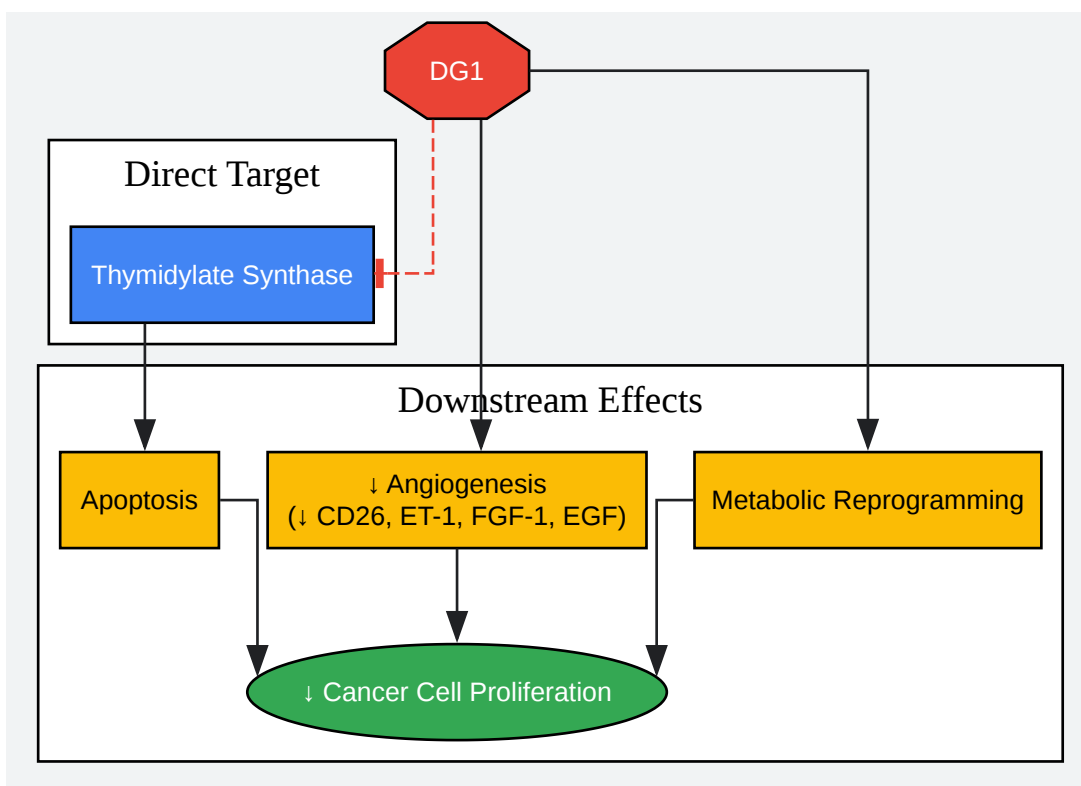 DG1
Direct Target
Thymidylate Synthase
Downstream Effects
Apoptosis
↓ Angiogenesis
(↓ CD26, ET-1, FGF-1, EGF)
Metabolic Reprogramming
↓ Cancer Cell Proliferation